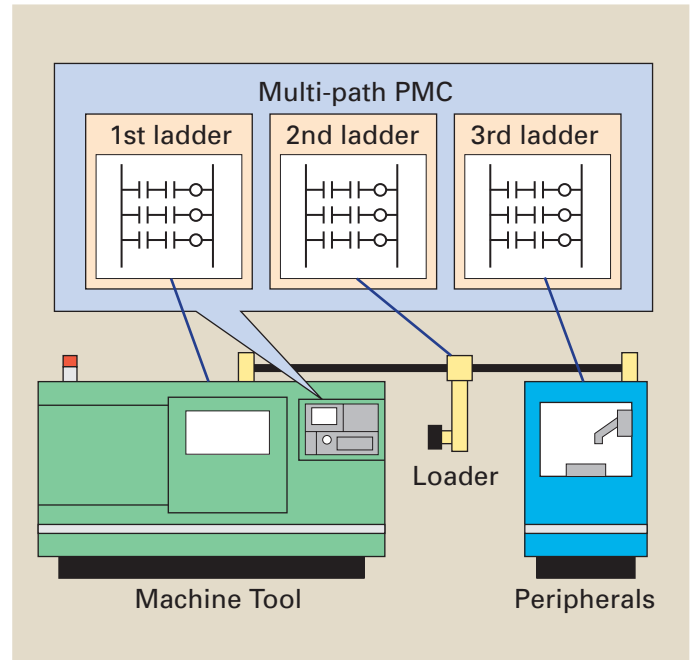 Multi-path PMC
1st ladder
2nd ladder
3rd ladder
Loader
Machine Tool
Peripherals